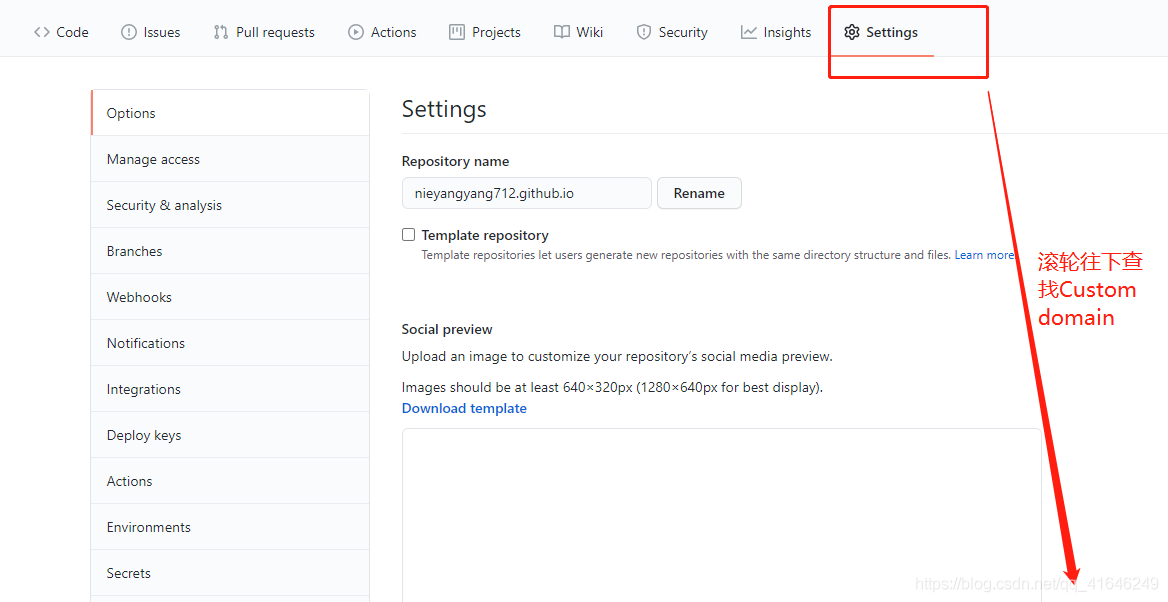 Code Issues Pull requests Actions Projects Wiki Security Insights Settings
Options
Manage access
Security & analysis
Branches
Webhooks
Notifications
Integrations
Deploy keys
Actions
Environments
Secrets
Settings
Repository name
nieyangyang712.github.io Rename
Template repository
Template repositories let users generate new repositories with the same directory structure and files. Learn more.
Social preview
Upload an image to customize your repository’s social media preview.
Images should be at least 640×320px (1280×640px for best display).
Download template
滚轮往下查
找Custom
domain
https://blog.csdn.net/qq_41646249